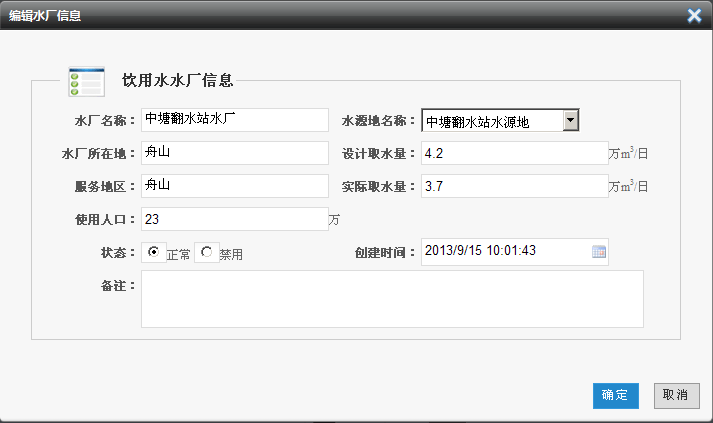 编辑水厂信息
饮用水水厂信息
水厂名称： 中塘翻水站水厂 水源地名称： 中塘翻水站水源地
水厂所在地： 舟山 设计取水量： 4.2 万m³/日
服务地区： 舟山 实际取水量： 3.7 万m³/日
使用人口： 23 万
状态： 正常 禁用 创建时间： 2013/9/15 10:01:43
备注：
确定 取消